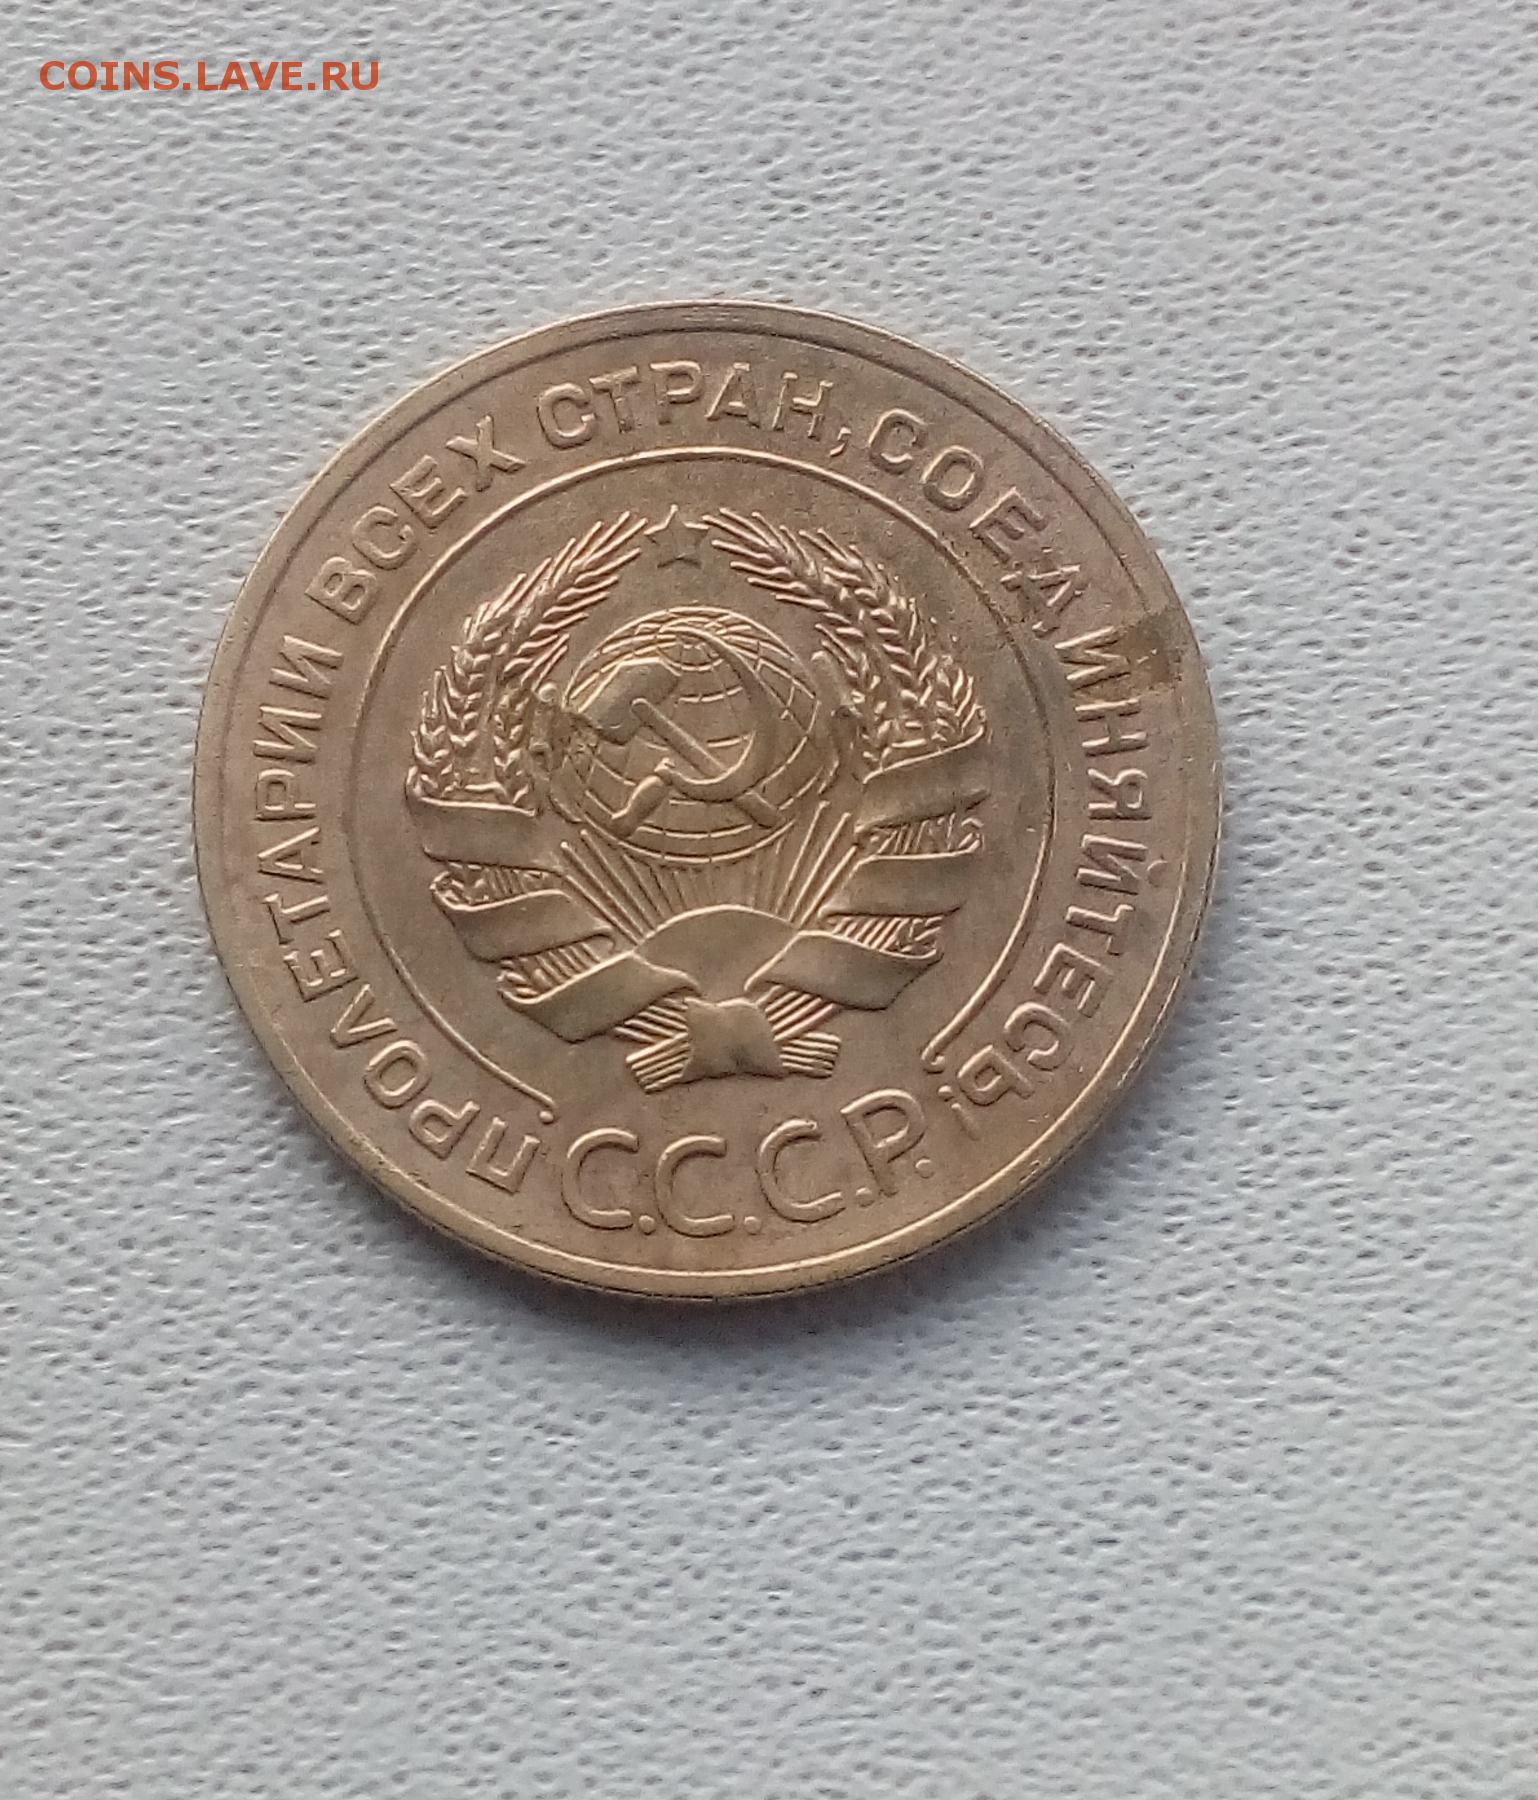 COINS.LAVE.RU
ПРОЛЕТАРИИ ВСЕХ СТРАН, СОЕДИНЯЙТЕСЬ!
С.С.С.Р.